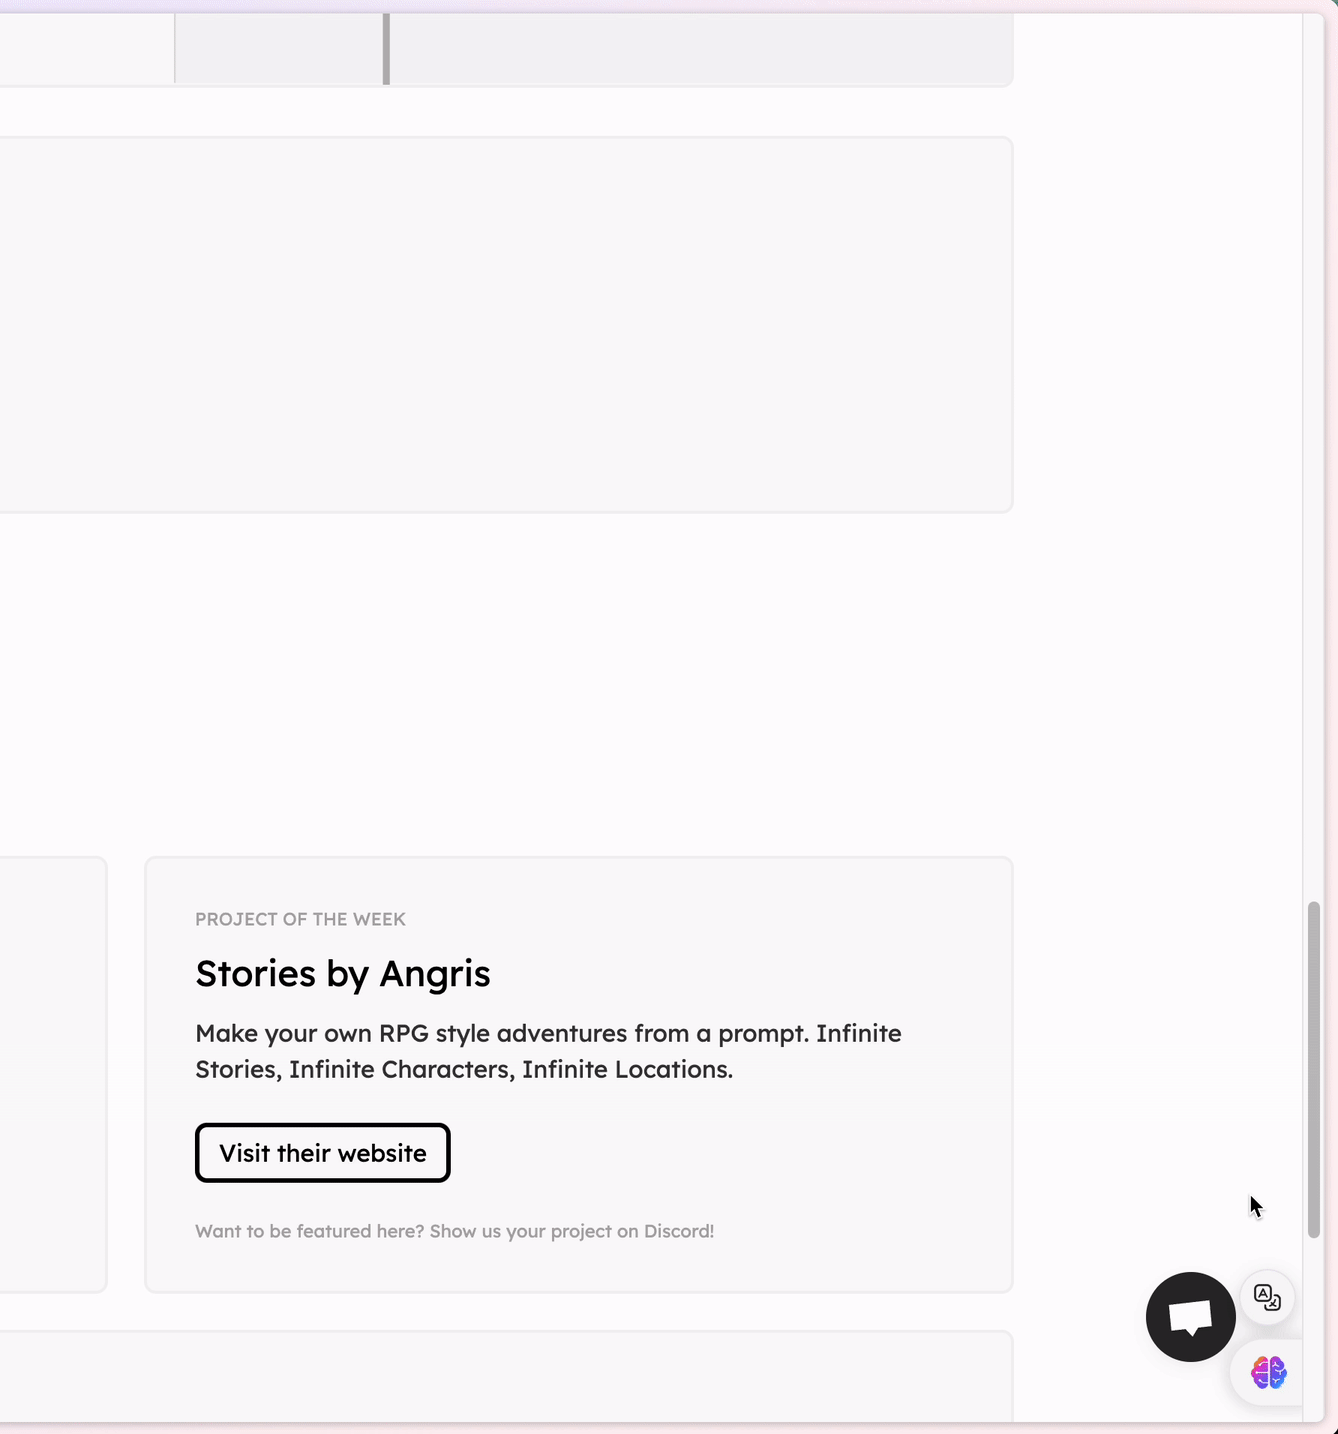 PROJECT OF THE WEEK
Stories by Angris
Make your own RPG style adventures from a prompt. Infinite
Stories, Infinite Characters, Infinite Locations.
Visit their website
Want to be featured here? Show us your project on Discord!